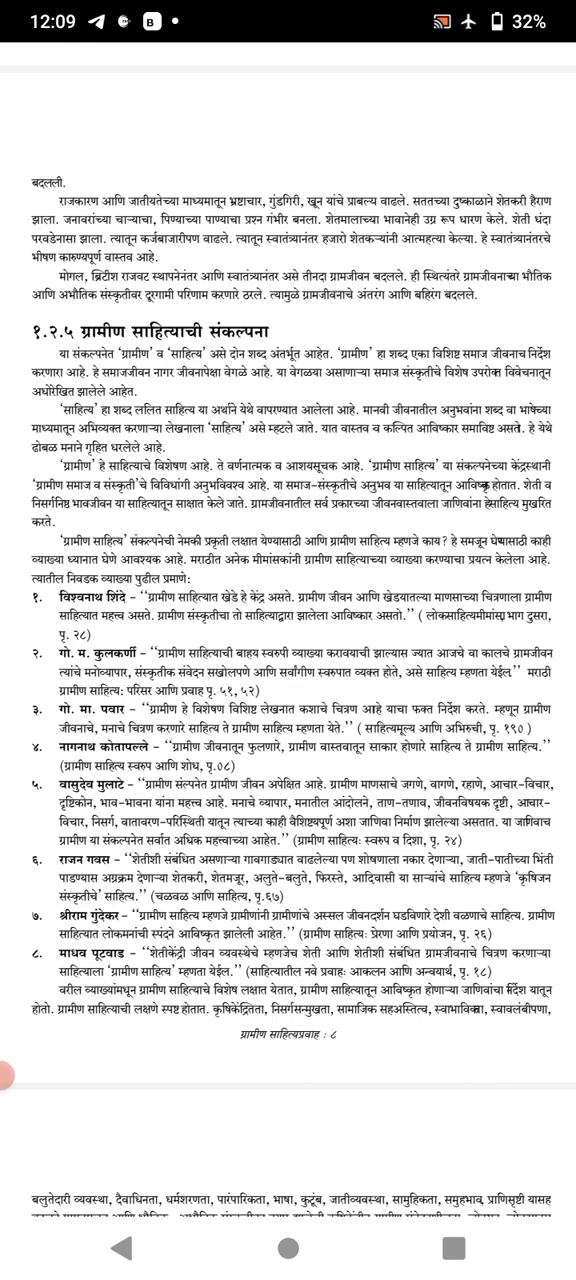 12:09
B
32%
बदलली.
राजकारण आणि जातीयतेच्या माध्यमातून भ्रष्टाचार, गुंडगिरी, खून यांचे प्राबल्य वाढले. सततच्या दुष्काळाने शेतकरी हैराण
झाला. जनावरांच्या चाऱ्याचा, पिण्याच्या पाण्याचा प्रश्न गंभीर बनला. शेतमालाच्या भावानेही उग्र रूप धारण केले. शेती धंदा
परवडेनासा झाला. त्यातून कर्जबाजारीपण वाढले. त्यातून स्वातंत्र्यानंतर हजारो शेतकऱ्यांनी आत्महत्या केल्या. हे स्वातंत्र्यानंतरचे
भीषण कारुण्यपूर्ण वास्तव आहे.
मोगल, ब्रिटीश राजवट स्थापनेनंतर आणि स्वातंत्र्यानंतर असे तीनदा ग्रामजीवन बदलले. ही स्थित्यंतरे ग्रामजीवनाच्या भौतिक
आणि अभौतिक संस्कृतीवर दूरगामी परिणाम करणारे ठरले. त्यामुळे ग्रामजीवनाचे अंतरंग आणि बहिरंग बदलले.
१.२.५ ग्रामीण साहित्याची संकल्पना
या संकल्पनेत ‘ग्रामीण’ व ‘साहित्य’ असे दोन शब्द अंतर्भूत आहेत. ‘ग्रामीण’ हा शब्द एका विशिष्ट समाज जीवनाचा निर्देश
करणारा आहे. हे समाजजीवन नागर जीवनापेक्षा वेगळे आहे. या वेगळया असाणाऱ्या समाज संस्कृतीचे विशेष उपरोक्त विवेचनातून
अधोरेखित झालेले आहेत.
‘साहित्य’ हा शब्द ललित साहित्य या अर्थाने येथे वापरण्यात आलेला आहे. मानवी जीवनातील अनुभवांना शब्द वा भाषेच्या
माध्यमातून अभिव्यक्त करणाऱ्या लेखनाला ‘साहित्य’ असे म्हटले जाते. यात वास्तव व कल्पित आविष्कार समाविष्ट असते. हे येथे
ढोबळ मनाने गृहित धरलेले आहे.
‘ग्रामीण’ हे साहित्याचे विशेषण आहे. ते वर्णनात्मक व आशयसूचक आहे. ‘ग्रामीण साहित्य’ या संकल्पनेच्या केंद्रस्थानी
‘ग्रामीण समाज व संस्कृती’चे विविधांगी अनुभवविश्व आहे. या समाज-संस्कृतीचे अनुभव या साहित्यातून आविष्कृत होतात. शेती व
निसर्गनिष्ठ भावजीवन या साहित्यातून साक्षात केले जाते. ग्रामजीवनातील सर्व प्रकारच्या जीवनवास्तवाला जाणिवांना हे साहित्य मुखरित
करते.
‘ग्रामीण साहित्य’ संकल्पनेची नेमकी प्रकृती लक्षात येण्यासाठी आणि ग्रामीण साहित्य म्हणजे काय? हे समजून घेण्यासाठी काही
व्याख्या ध्यानात घेणे आवश्यक आहे. मराठीत अनेक मीमांसकांनी ग्रामीण साहित्याच्या व्याख्या करण्याचा प्रयत्न केलेला आहे.
त्यातील निवडक व्याख्या पुढील प्रमाणे:
१. विश्वनाथ शिंदे – ‘‘ग्रामीण साहित्यात खेडे हे केंद्र असते. ग्रामीण जीवन आणि खेडयातल्या माणसाच्या चित्रणाला ग्रामीण
साहित्यात महत्त्व असते. ग्रामीण संस्कृतीचा तो साहित्याद्वारा झालेला आविष्कार असतो.’’ ( लोकसाहित्यमीमांसा, भाग दुसरा,
पृ. २८)
२. गो. म. कुलकर्णी – ‘‘ग्रामीण साहित्याची बाहय स्वरुपी व्याख्या करावयाची झाल्यास ज्यात आजचे वा कालचे ग्रामजीवन
त्यांचे मनोव्यापार, संस्कृतीक संवेदन सखोलपणे आणि सर्वांगीण स्वरुपात व्यक्त होते, असे साहित्य म्हणता येईल’’ मराठी
ग्रामीण साहित्य: परिसर आणि प्रवाह पृ. ५१, ५२)
३. गो. मा. पवार – ‘‘ग्रामीण हे विशेषण विशिष्ट लेखनात कशाचे चित्रण आहे याचा फक्त निर्देश करते. म्हणून ग्रामीण
जीवनाचे, मनाचे चित्रण करणारे साहित्य ते ग्रामीण साहित्य म्हणता येते.’’ ( साहित्यमूल्य आणि अभिरुची, पृ. १९० )
४. नागनाथ कोतापल्ले – ‘‘ग्रामीण जीवनातून फुलणारे, ग्रामीण वास्तवातून साकार होणारे साहित्य ते ग्रामीण साहित्य.’’
(ग्रामीण साहित्य स्वरुप आणि शोध, पृ.०८)
५. वासुदेव मुलाटे – ‘‘ग्रामीण संल्पनेत ग्रामीण जीवन अपेक्षित आहे. ग्रामीण माणसाचे जगणे, वागणे, रहाणे, आचार-विचार,
दृष्टिकोन, भाव-भावना यांना महत्त्व आहे. मनाचे व्यापार, मनातील आंदोलने, ताण-तणाव, जीवनविषयक दृष्टी, आचार-
विचार, निसर्ग, वातावरण-परिस्थिती यातून त्याच्या काही वैशिष्ट्यपूर्ण अशा जाणिवा निर्माण झालेल्या असतात. या जाणिवाच
ग्रामीण या संकल्पनेत सर्वात अधिक महत्त्वाच्या आहेत.’’ (ग्रामीण साहित्यः स्वरुप व दिशा, पृ. २४)
६. राजन गवस – ‘‘शेतीशी संबंधित असणाऱ्या गावगाड्यात वाढलेल्या पण शोषणाला नकार देणाऱ्या, जाती-पातीच्या भिंती
पाडण्यास अग्रक्रम देणाऱ्या शेतकरी, शेतमजूर, अलुते-बलुते, फिरस्ते, आदिवासी या साऱ्यांचे साहित्य म्हणजे ‘कृषिजन
संस्कृतीचे’ साहित्य.’’ (चळवळ आणि साहित्य, पृ.६७)
७. श्रीराम गुंदेकर – ‘‘ग्रामीण साहित्य म्हणजे ग्रामीणांनी ग्रामीणांचे अस्सल जीवनदर्शन घडविणारे देशी वळणाचे साहित्य. ग्रामीण
साहित्यात लोकमनांची स्पंदने आविष्कृत झालेली आहेत.’’ (ग्रामीण साहित्यः प्रेरणा आणि प्रयोजन, पृ. २६)
८. माधव पूटवाड – ‘‘शेतीकेंद्री जीवन व्यवस्थेचे म्हणजेच शेती आणि शेतीशी संबंधित ग्रामजीवनाचे चित्रण करणाऱ्या
साहित्याला ‘ग्रामीण साहित्य’ म्हणता येईल.’’ (साहित्यातील नवे प्रवाहः आकलन आणि अन्वयार्थ, पृ. १८)
वरील व्याख्यांमधून ग्रामीण साहित्याचे विशेष लक्षात येतात, ग्रामीण साहित्यातून आविष्कृत होणाऱ्या जाणिवांचा निर्देश यातून
होतो. ग्रामीण साहित्याची लक्षणे स्पष्ट होतात. कृषिकेंद्रितता, निसर्गसन्मुखता, सामाजिक सहअस्तित्व, स्वाभाविकता, स्वावलंबीपणा,
ग्रामीण साहित्यप्रवाह : ८
बलुतेदारी व्यवस्था, दैवाधिनता, धर्मशरणता, पारंपारिकता, भाषा, कुटूंब, जातीव्यवस्था, सामुहिकता, समुहभाव, प्राणिसृष्टी यासह